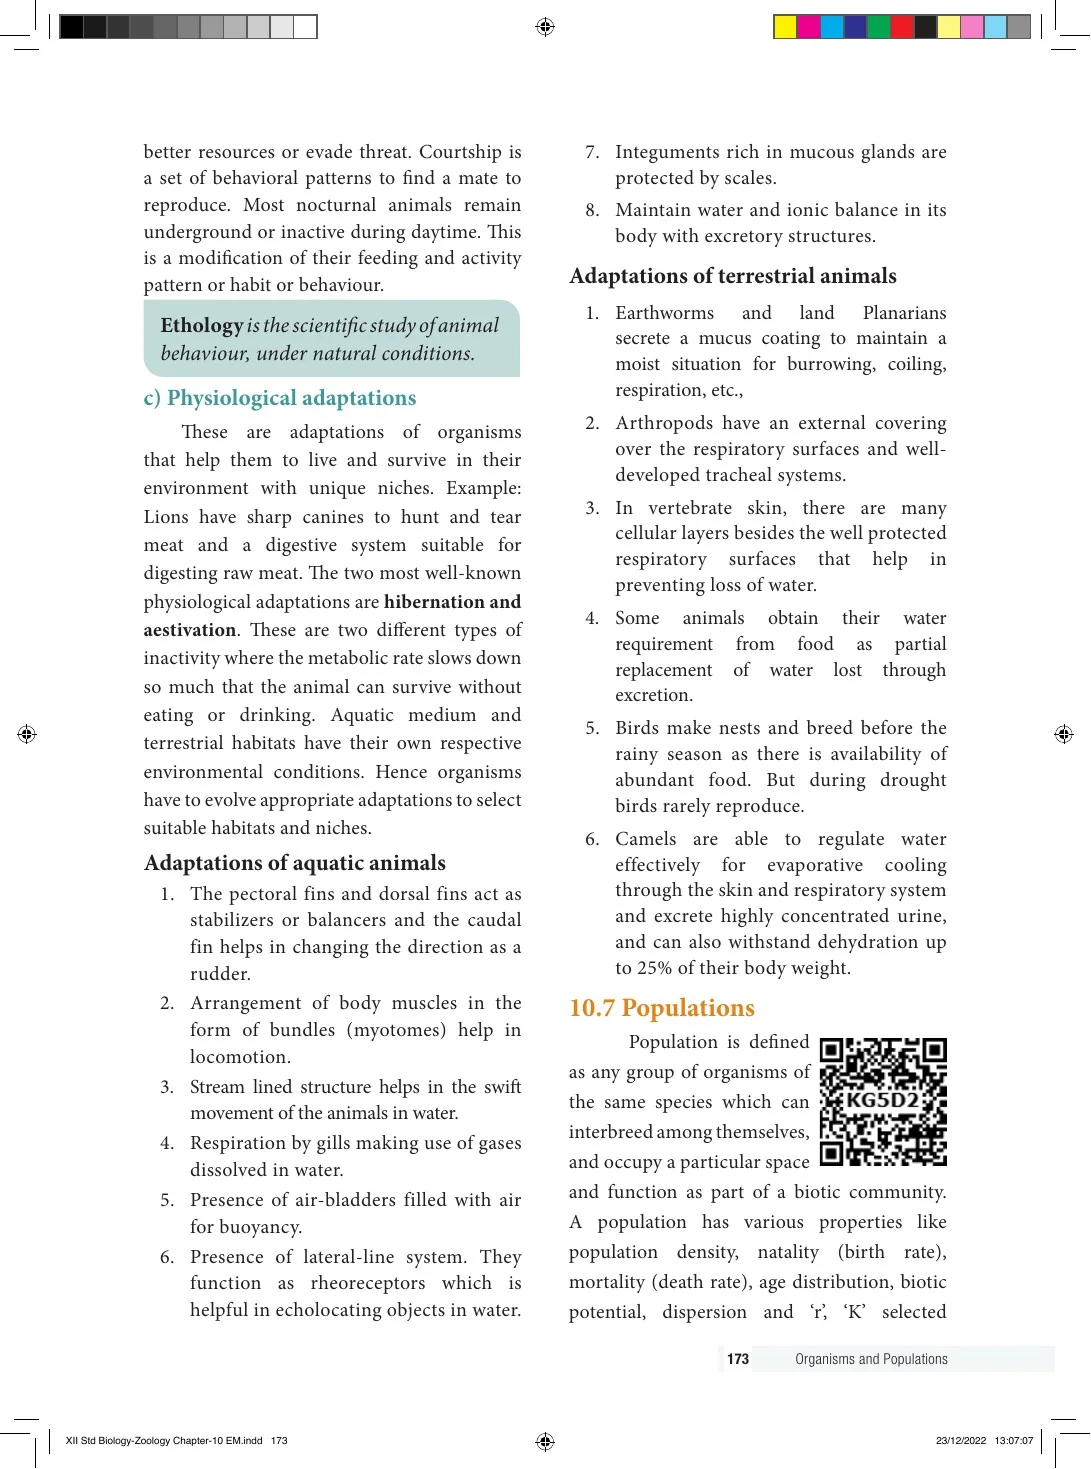 better resources or evade threat. Courtship is
a set of behavioral patterns to find a mate to
reproduce. Most nocturnal animals remain
underground or inactive during daytime. This
is a modification of their feeding and activity
pattern or habit or behaviour.
Ethology is the scientific study of animal
behaviour, under natural conditions.
c) Physiological adaptations
These are adaptations of organisms
that help them to live and survive in their
environment with unique niches. Example:
Lions have sharp canines to hunt and tear
meat and a digestive system suitable for
digesting raw meat. The two most well-known
physiological adaptations are hibernation and
aestivation. These are two different types of
inactivity where the metabolic rate slows down
so much that the animal can survive without
eating or drinking. Aquatic medium and
terrestrial habitats have their own respective
environmental conditions. Hence organisms
have to evolve appropriate adaptations to select
suitable habitats and niches.
Adaptations of aquatic animals
1. The pectoral fins and dorsal fins act as
stabilizers or balancers and the caudal
fin helps in changing the direction as a
rudder.
2. Arrangement of body muscles in the
form of bundles (myotomes) help in
locomotion.
3. Stream lined structure helps in the swift
movement of the animals in water.
4. Respiration by gills making use of gases
dissolved in water.
5. Presence of air-bladders filled with air
for buoyancy.
6. Presence of lateral-line system. They
function as rheoreceptors which is
helpful in echolocating objects in water.
7. Integuments rich in mucous glands are
protected by scales.
8. Maintain water and ionic balance in its
body with excretory structures.
Adaptations of terrestrial animals
1. Earthworms and land Planarians
secrete a mucus coating to maintain a
moist situation for burrowing, coiling,
respiration, etc.,
2. Arthropods have an external covering
over the respiratory surfaces and well-
developed tracheal systems.
3. In vertebrate skin, there are many
cellular layers besides the well protected
respiratory surfaces that help in
preventing loss of water.
4. Some animals obtain their water
requirement from food as partial
replacement of water lost through
excretion.
5. Birds make nests and breed before the
rainy season as there is availability of
abundant food. But during drought
birds rarely reproduce.
6. Camels are able to regulate water
effectively for evaporative cooling
through the skin and respiratory system
and excrete highly concentrated urine,
and can also withstand dehydration up
to 25% of their body weight.
10.7 Populations
Population is defined
as any group of organisms of
the same species which can
interbreed among themselves,
and occupy a particular space
and function as part of a biotic community.
A population has various properties like
population density, natality (birth rate),
mortality (death rate), age distribution, biotic
potential, dispersion and ‘r’, ‘K’ selected
KG5D2
173 Organisms and Populations
XII Std Biology-Zoology Chapter-10 EM.indd 173
23/12/2022 13:07:07